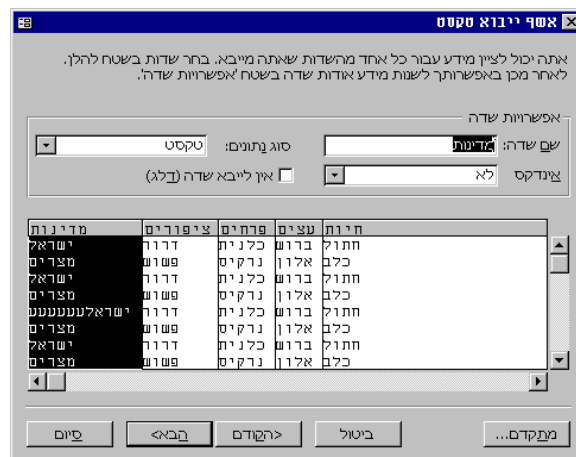 אשף ייבוא טקסט
אתה יכול לציין מידע עבור כל אחד מהשדות שאתה מייבא. בחר שדות בשטח להלן.
לאחר מכן באפשרותך לשנות מידע אודות שדה בשטח 'אפשרויות שדה'.
אפשרויות שדה
שם שדה: מדינות סוג נתונים: טקסט
אינדקס לא אין לייבא שדה (דלג)
חיות עצים פרחים ציפורים מדינות
חתול ברוש כלנית דרור ישראל
כלב אלון נרקיס פשוש מצרים
חתול ברוש כלנית דרור ישראל
כלב אלון נרקיס פשוש מצרים
חתול ברוש כלנית דרור ישראלעעעעעע
כלב אלון נרקיס פשוש מצרים
חתול ברוש כלנית דרור ישראל
כלב אלון נרקיס פשוש מצרים
מתקדם... ביטול <הקודם הבא> סיום